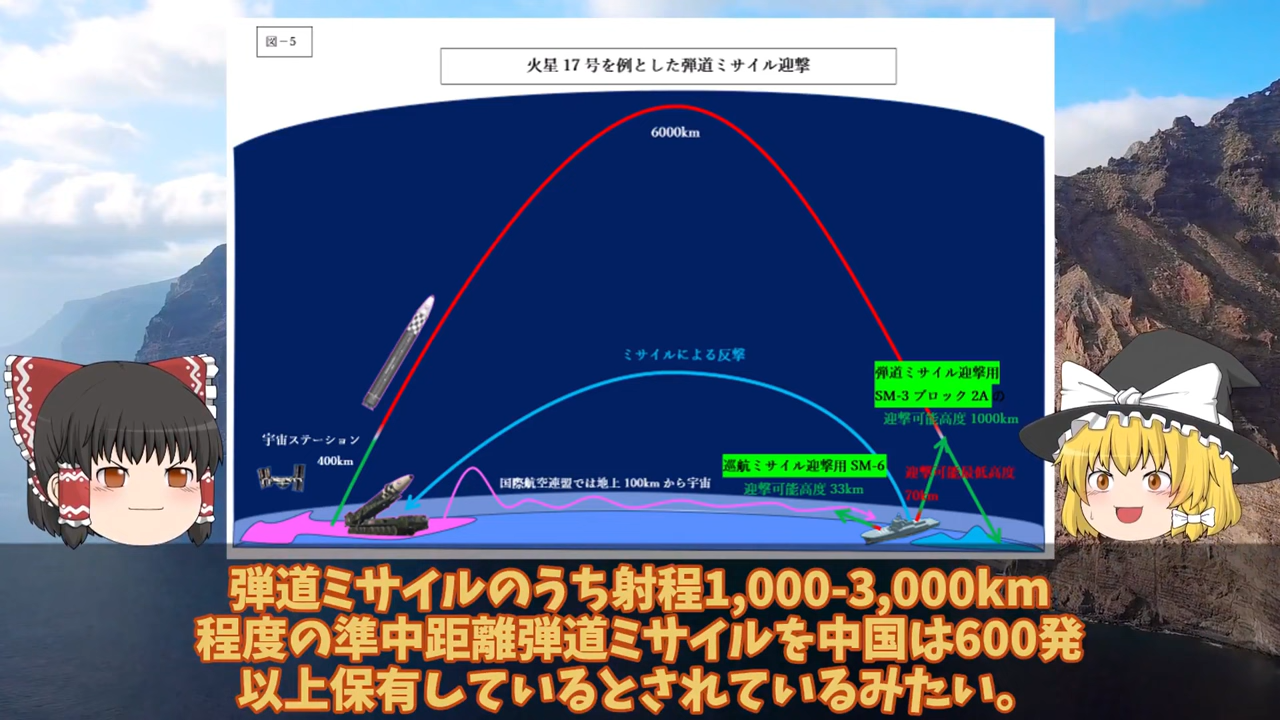 図－5
火星 17 号を例とした弾道ミサイル迎撃
6000km
ミサイルによる反撃
弾道ミサイル迎撃用
SM-3 ブロック 2A の
迎撃可能高度 1000km
宇宙ステーション
400km
巡航ミサイル迎撃用 SM-6
迎撃可能高度 33km
迎撃可能最低高度
70km
国際航空連盟では地上 100km から宇宙
弾道ミサイルのうち射程1,000-3,000km
程度の準中距離弾道ミサイルを中国は600発
以上保有しているとされているみたい。